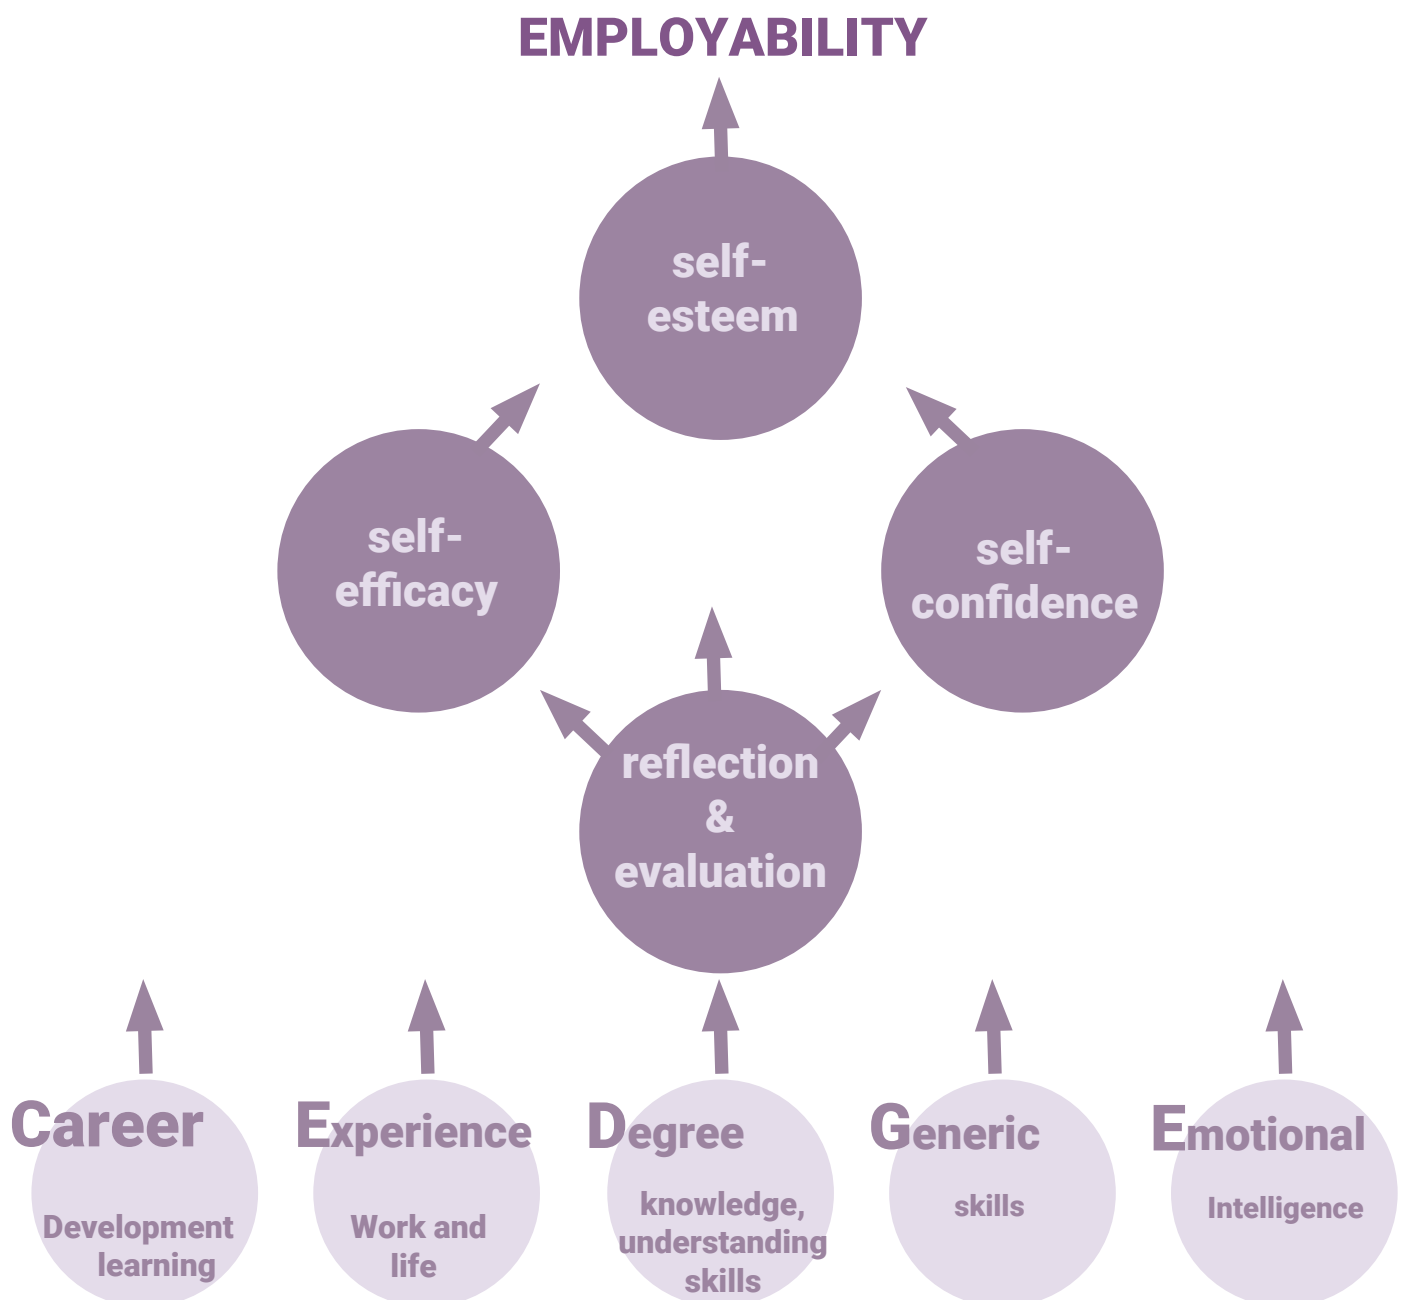 EMPLOYABILITY
self-
esteem
self-
efficacy
self-
confidence
reflection
&
evaluation
Career
Development
learning
Experience
Work and
life
Degree
knowledge,
understanding
skills
Generic
skills
Emotional
Intelligence